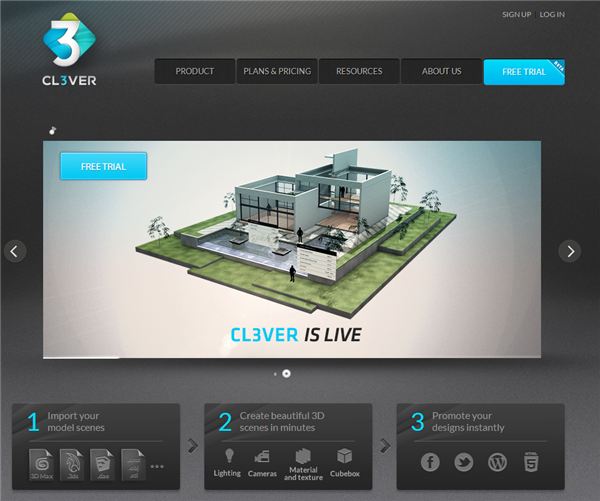 SIGN UP | LOG IN
3
CL3VER
PRODUCT
PLANS & PRICING
RESOURCES
ABOUT US
FREE TRIAL
BETA
FREE TRIAL
CL3VER IS LIVE
1 Import your
model scenes
3D Max
.3ds
.dae
2 Create beautiful 3D
scenes in minutes
Lighting
Cameras
Material
and texture
Cubebox
3 Promote your
designs instantly